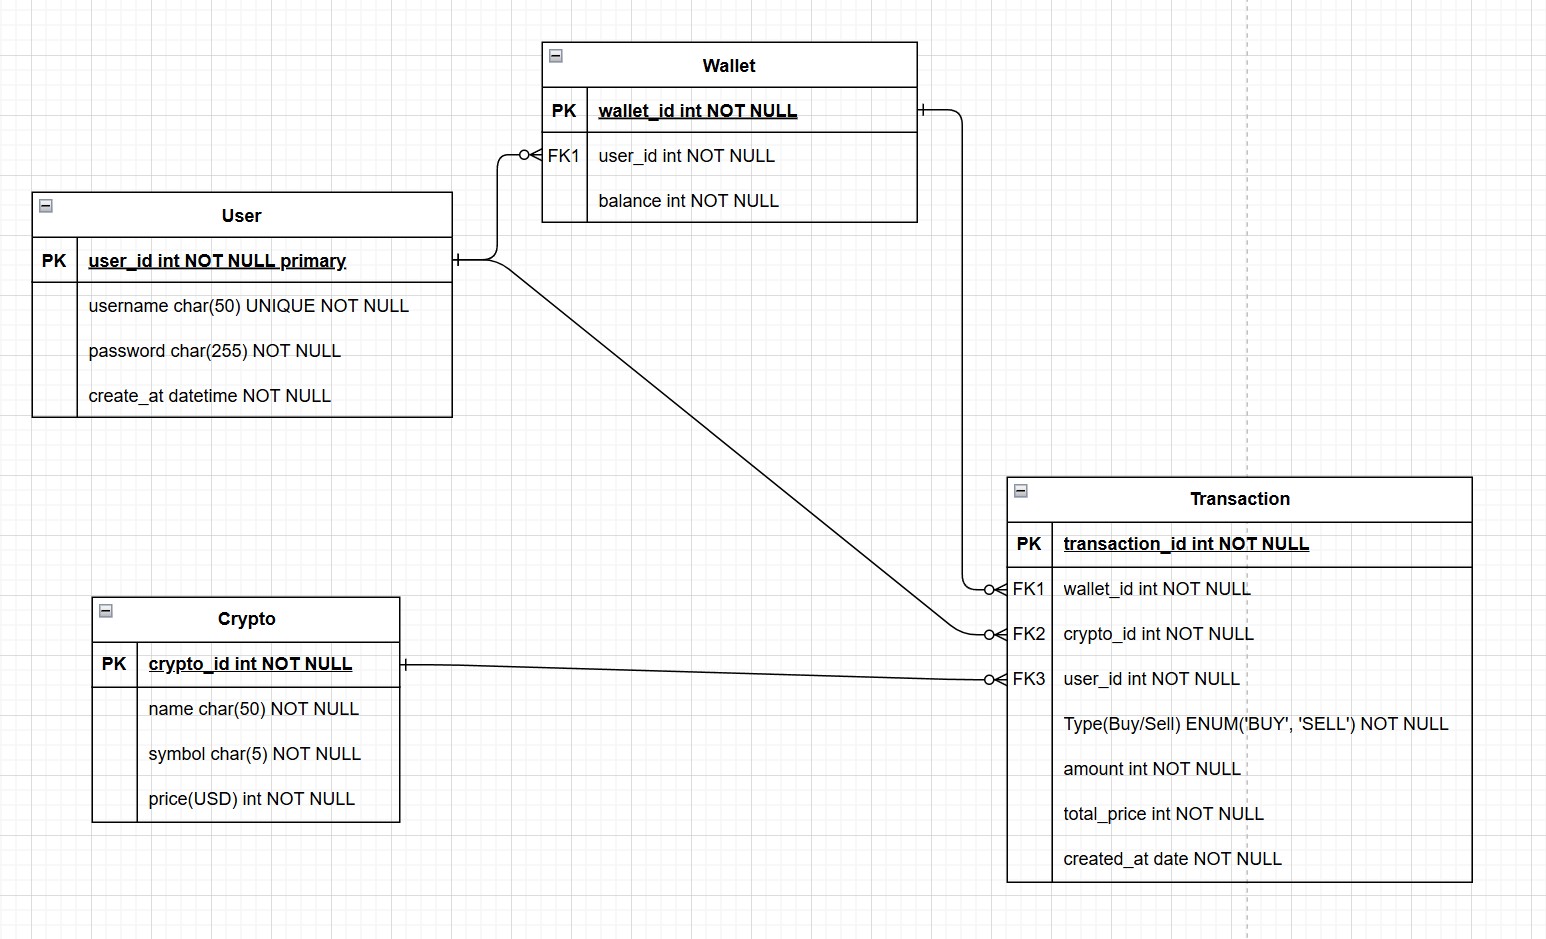 Wallet
PK wallet_id int NOT NULL
FK1 user_id int NOT NULL
balance int NOT NULL
User
PK user_id int NOT NULL primary
username char(50) UNIQUE NOT NULL
password char(255) NOT NULL
create_at datetime NOT NULL
Transaction
PK transaction_id int NOT NULL
FK1 wallet_id int NOT NULL
FK2 crypto_id int NOT NULL
FK3 user_id int NOT NULL
Type(Buy/Sell) ENUM('BUY', 'SELL') NOT NULL
amount int NOT NULL
total_price int NOT NULL
created_at date NOT NULL
Crypto
PK crypto_id int NOT NULL
name char(50) NOT NULL
symbol char(5) NOT NULL
price(USD) int NOT NULL